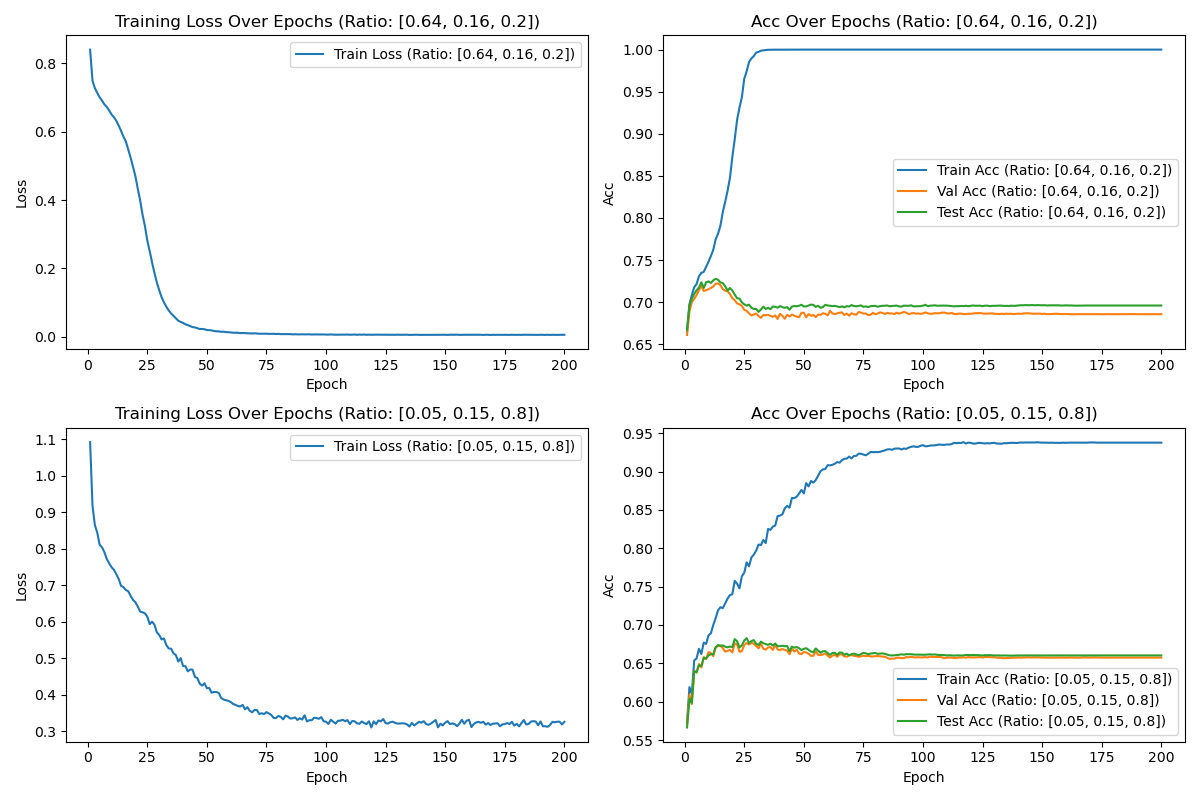 Training Loss Over Epochs (Ratio: [0.64, 0.16, 0.2])
Train Loss (Ratio: [0.64, 0.16, 0.2])
0.8
0.6
0.4
0.2
0.0
Loss
0 25 50 75 100 125 150 175 200
Epoch
Acc Over Epochs (Ratio: [0.64, 0.16, 0.2])
1.00
0.95
0.90
0.85
0.80
0.75
0.70
0.65
Acc
Train Acc (Ratio: [0.64, 0.16, 0.2])
Val Acc (Ratio: [0.64, 0.16, 0.2])
Test Acc (Ratio: [0.64, 0.16, 0.2])
0 25 50 75 100 125 150 175 200
Epoch
Training Loss Over Epochs (Ratio: [0.05, 0.15, 0.8])
Train Loss (Ratio: [0.05, 0.15, 0.8])
1.1
1.0
0.9
0.8
0.7
0.6
0.5
0.4
0.3
Loss
0 25 50 75 100 125 150 175 200
Epoch
Acc Over Epochs (Ratio: [0.05, 0.15, 0.8])
0.95
0.90
0.85
0.80
0.75
0.70
0.65
0.60
0.55
Acc
Train Acc (Ratio: [0.05, 0.15, 0.8])
Val Acc (Ratio: [0.05, 0.15, 0.8])
Test Acc (Ratio: [0.05, 0.15, 0.8])
0 25 50 75 100 125 150 175 200
Epoch